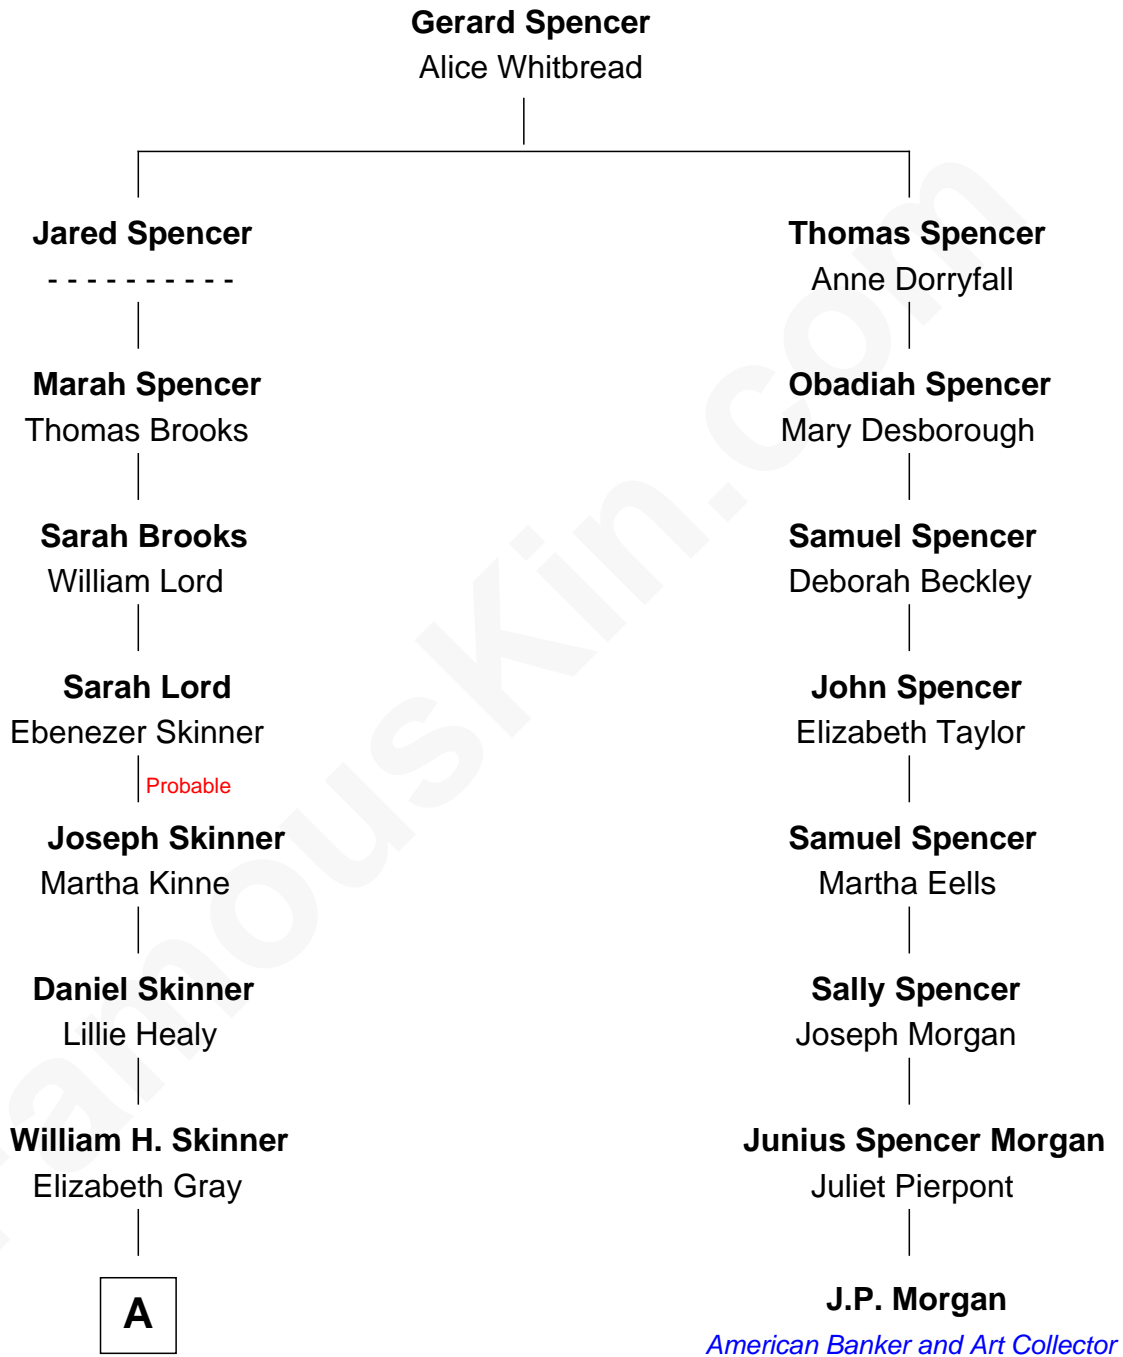 Gerard Spencer
Alice Whitbread
Jared Spencer
- - - - - - - - - -
Thomas Spencer
Anne Dorryfall
Marah Spencer
Thomas Brooks
Obadiah Spencer
Mary Desborough
Sarah Brooks
William Lord
Samuel Spencer
Deborah Beckley
Sarah Lord
Ebenezer Skinner
John Spencer
Elizabeth Taylor
Probable
Joseph Skinner
Martha Kinne
Samuel Spencer
Martha Eells
Daniel Skinner
Lillie Healy
Sally Spencer
Joseph Morgan
William H. Skinner
Elizabeth Gray
Junius Spencer Morgan
Juliet Pierpont
A
J.P. Morgan
American Banker and Art Collector
FamousKin.com